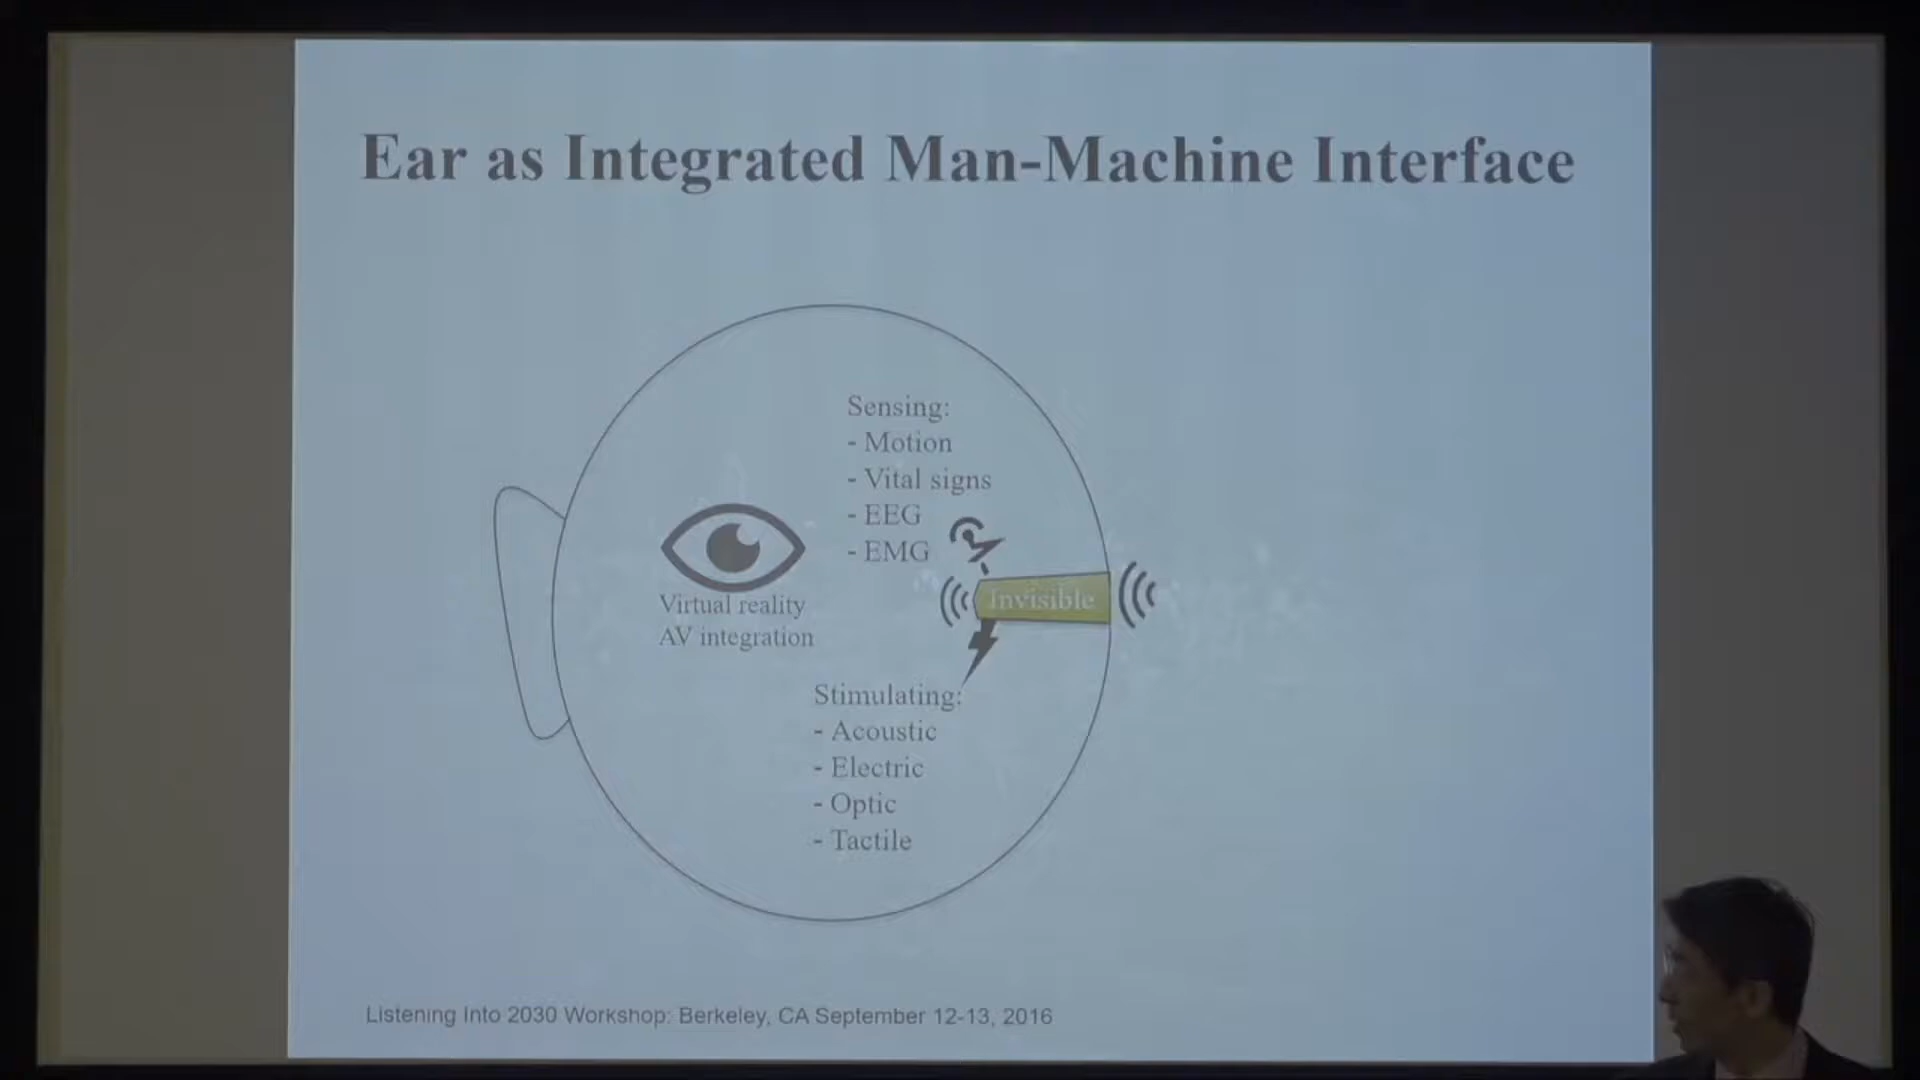 Ear as Integrated Man-Machine Interface
Sensing:
- Motion
- Vital signs
- EEG
- EMG
Virtual reality
AV integration
Invisible
Stimulating:
- Acoustic
- Electric
- Optic
- Tactile
Listening Into 2030 Workshop: Berkeley, CA September 12-13, 2016